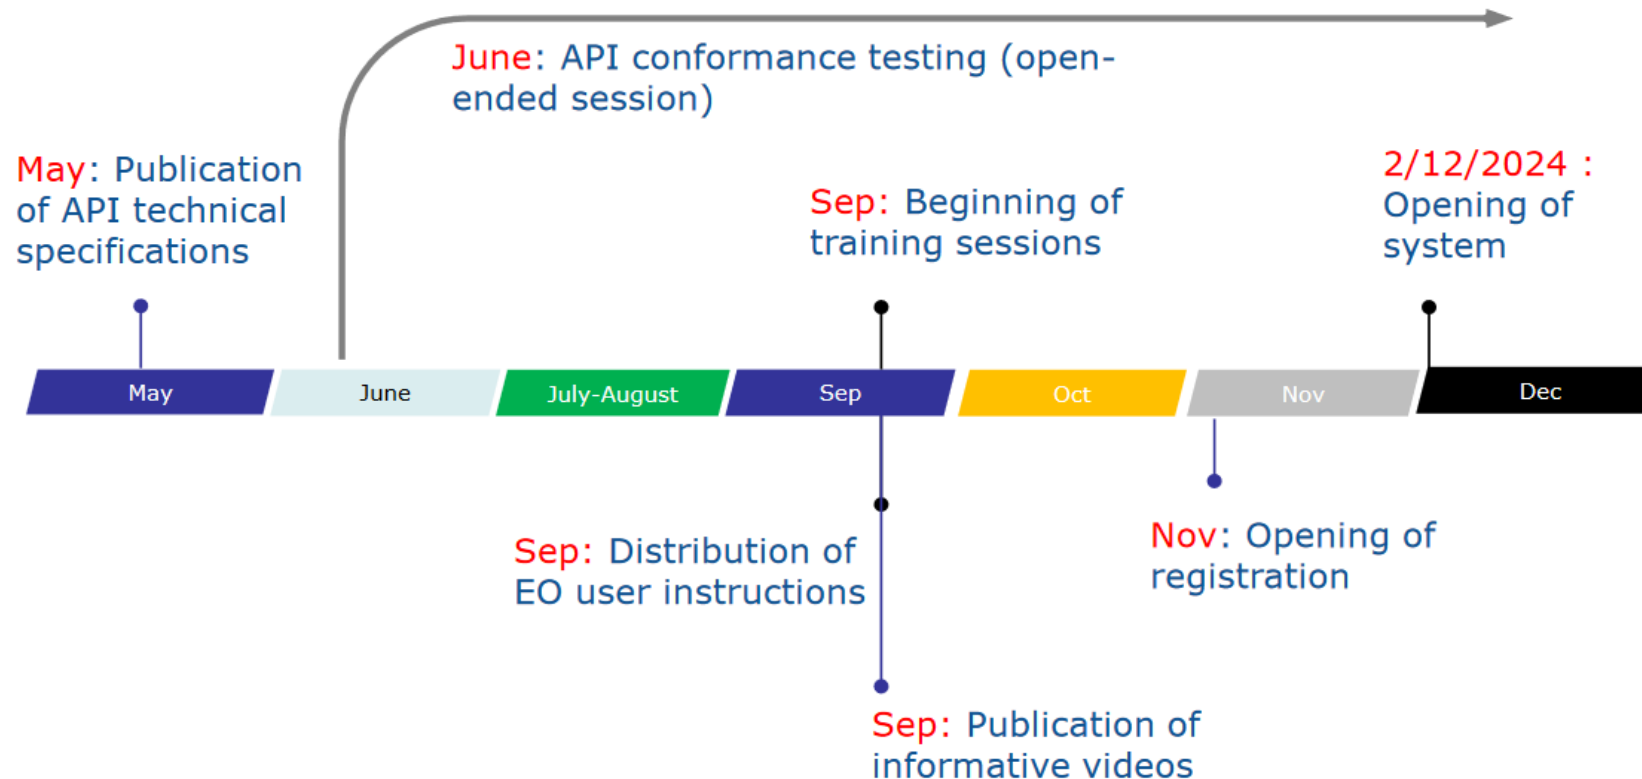 June: API conformance testing (open-
ended session)
May: Publication
of API technical
specifications
Sep: Beginning of
training sessions
2/12/2024 :
Opening of
system
May
June
July-August
Sep
Oct
Nov
Dec
Sep: Distribution of
EO user instructions
Nov: Opening of
registration
Sep: Publication of
informative videos